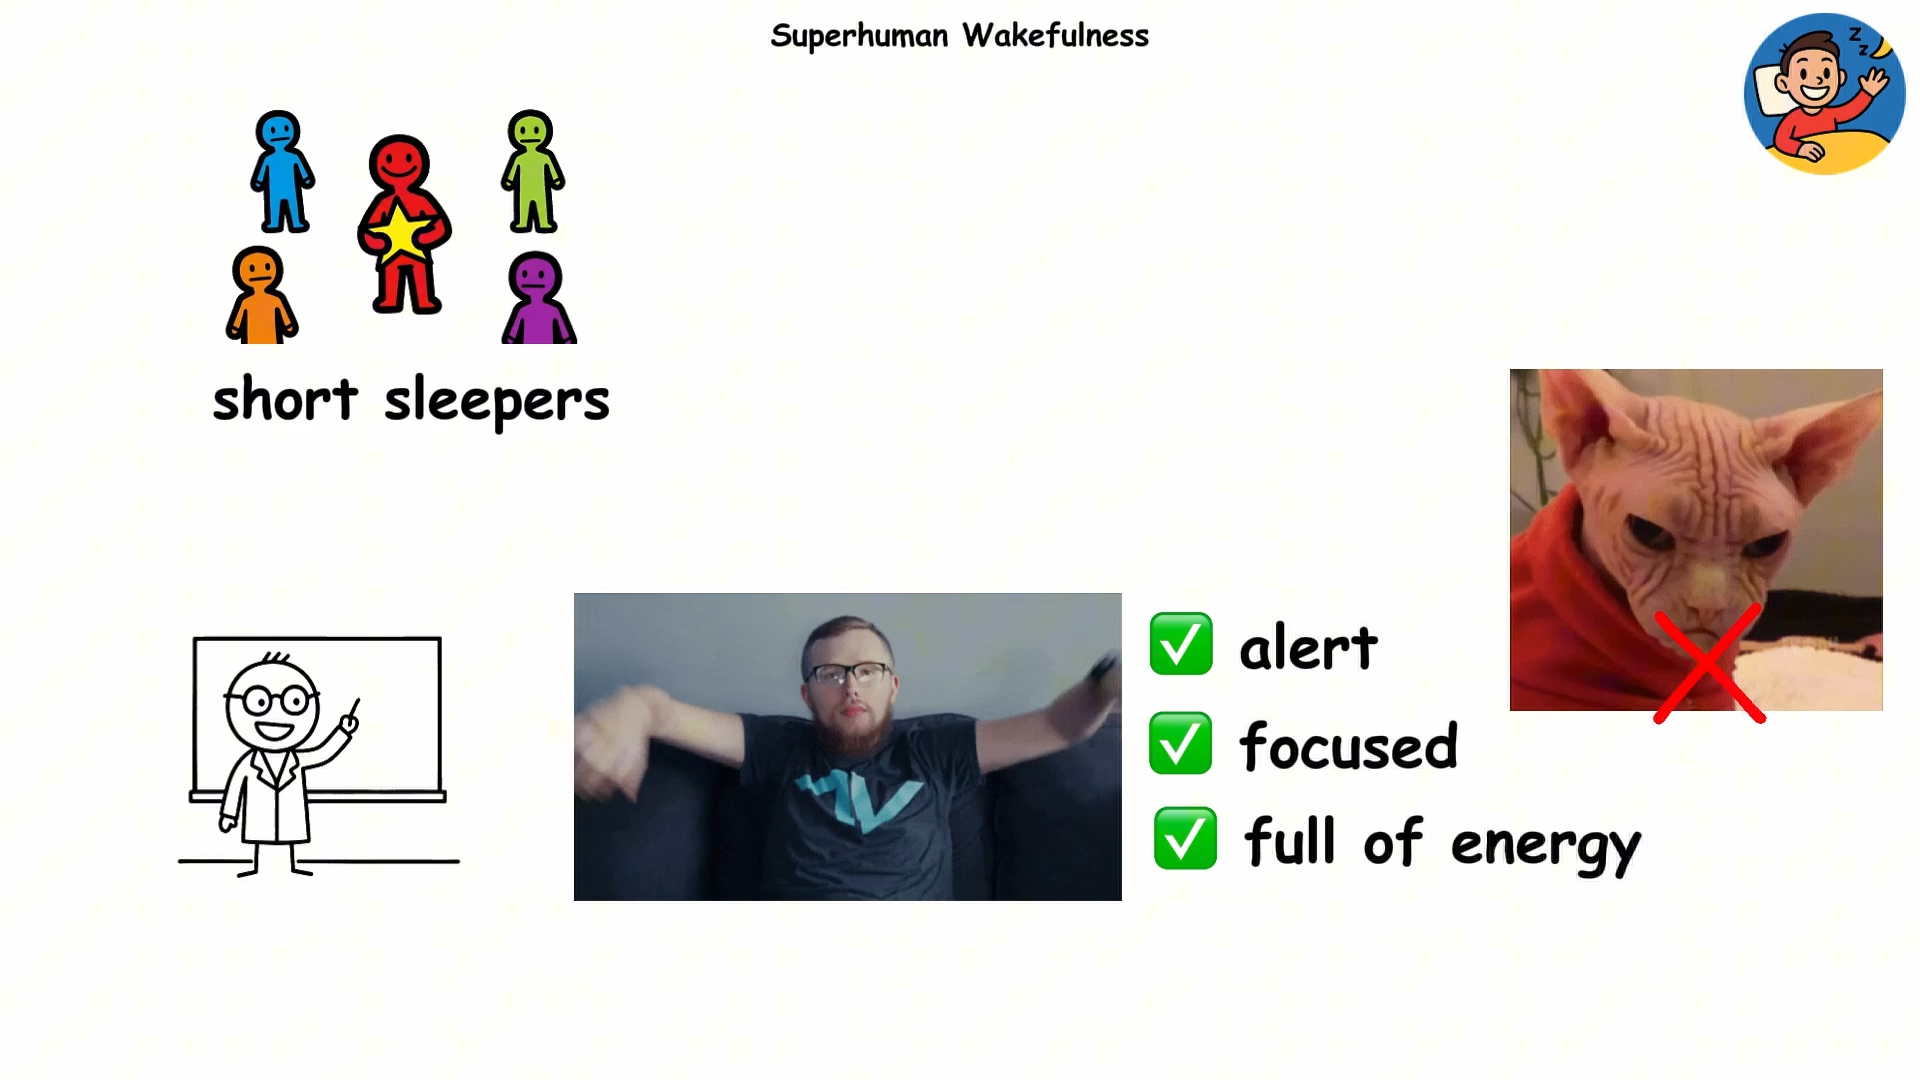 Superhuman Wakefulness
z
z
short sleepers
alert
focused
full of energy